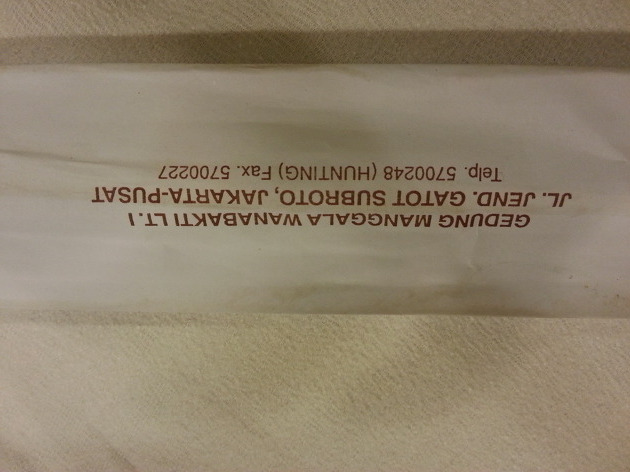 GEDUNG MANGGALA WANABAKTI LT. I
JL. JEND. GATOT SUBROTO, JAKARTA-PUSAT
Telp. 5700248 (HUNTING) Fax. 5700227